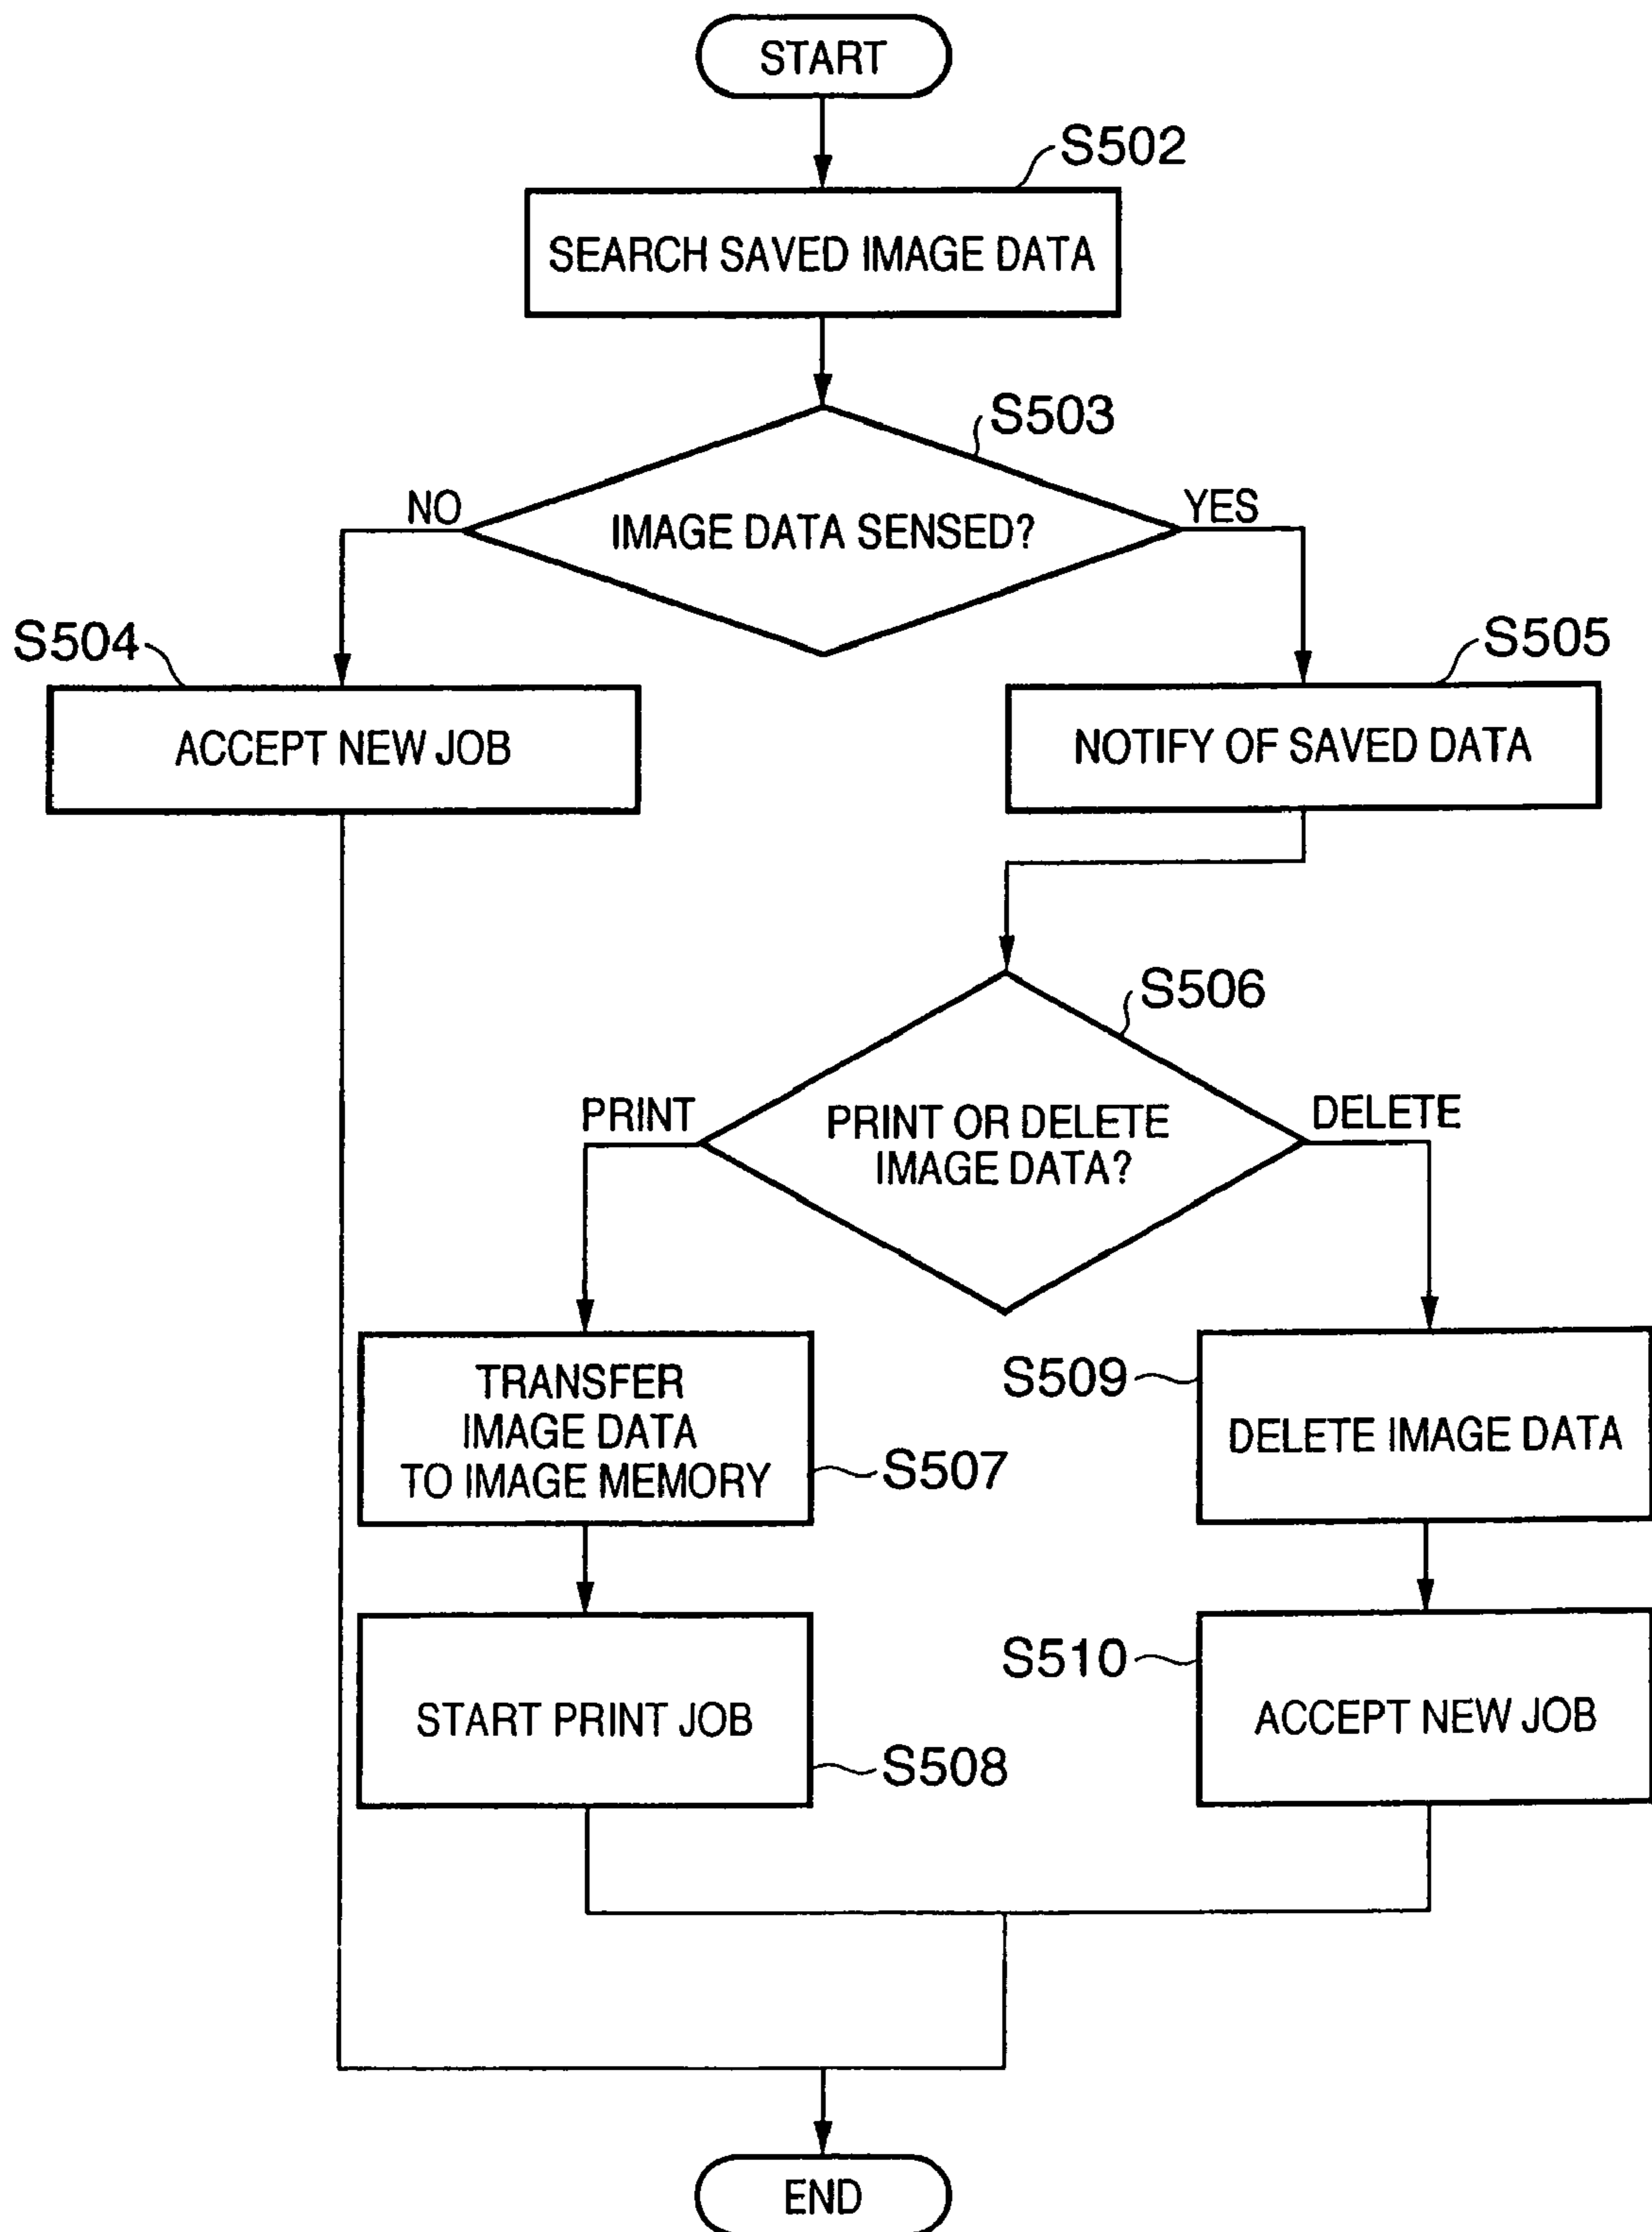 START
S502
SEARCH SAVED IMAGE DATA
S503
NO
IMAGE DATA SENSED?
YES
S504
S505
ACCEPT NEW JOB
NOTIFY OF SAVED DATA
S506
PRINT
PRINT OR DELETE
IMAGE DATA?
DELETE
TRANSFER
IMAGE DATA
TO IMAGE MEMORY
S507
S509
DELETE IMAGE DATA
START PRINT JOB
S508
S510
ACCEPT NEW JOB
END